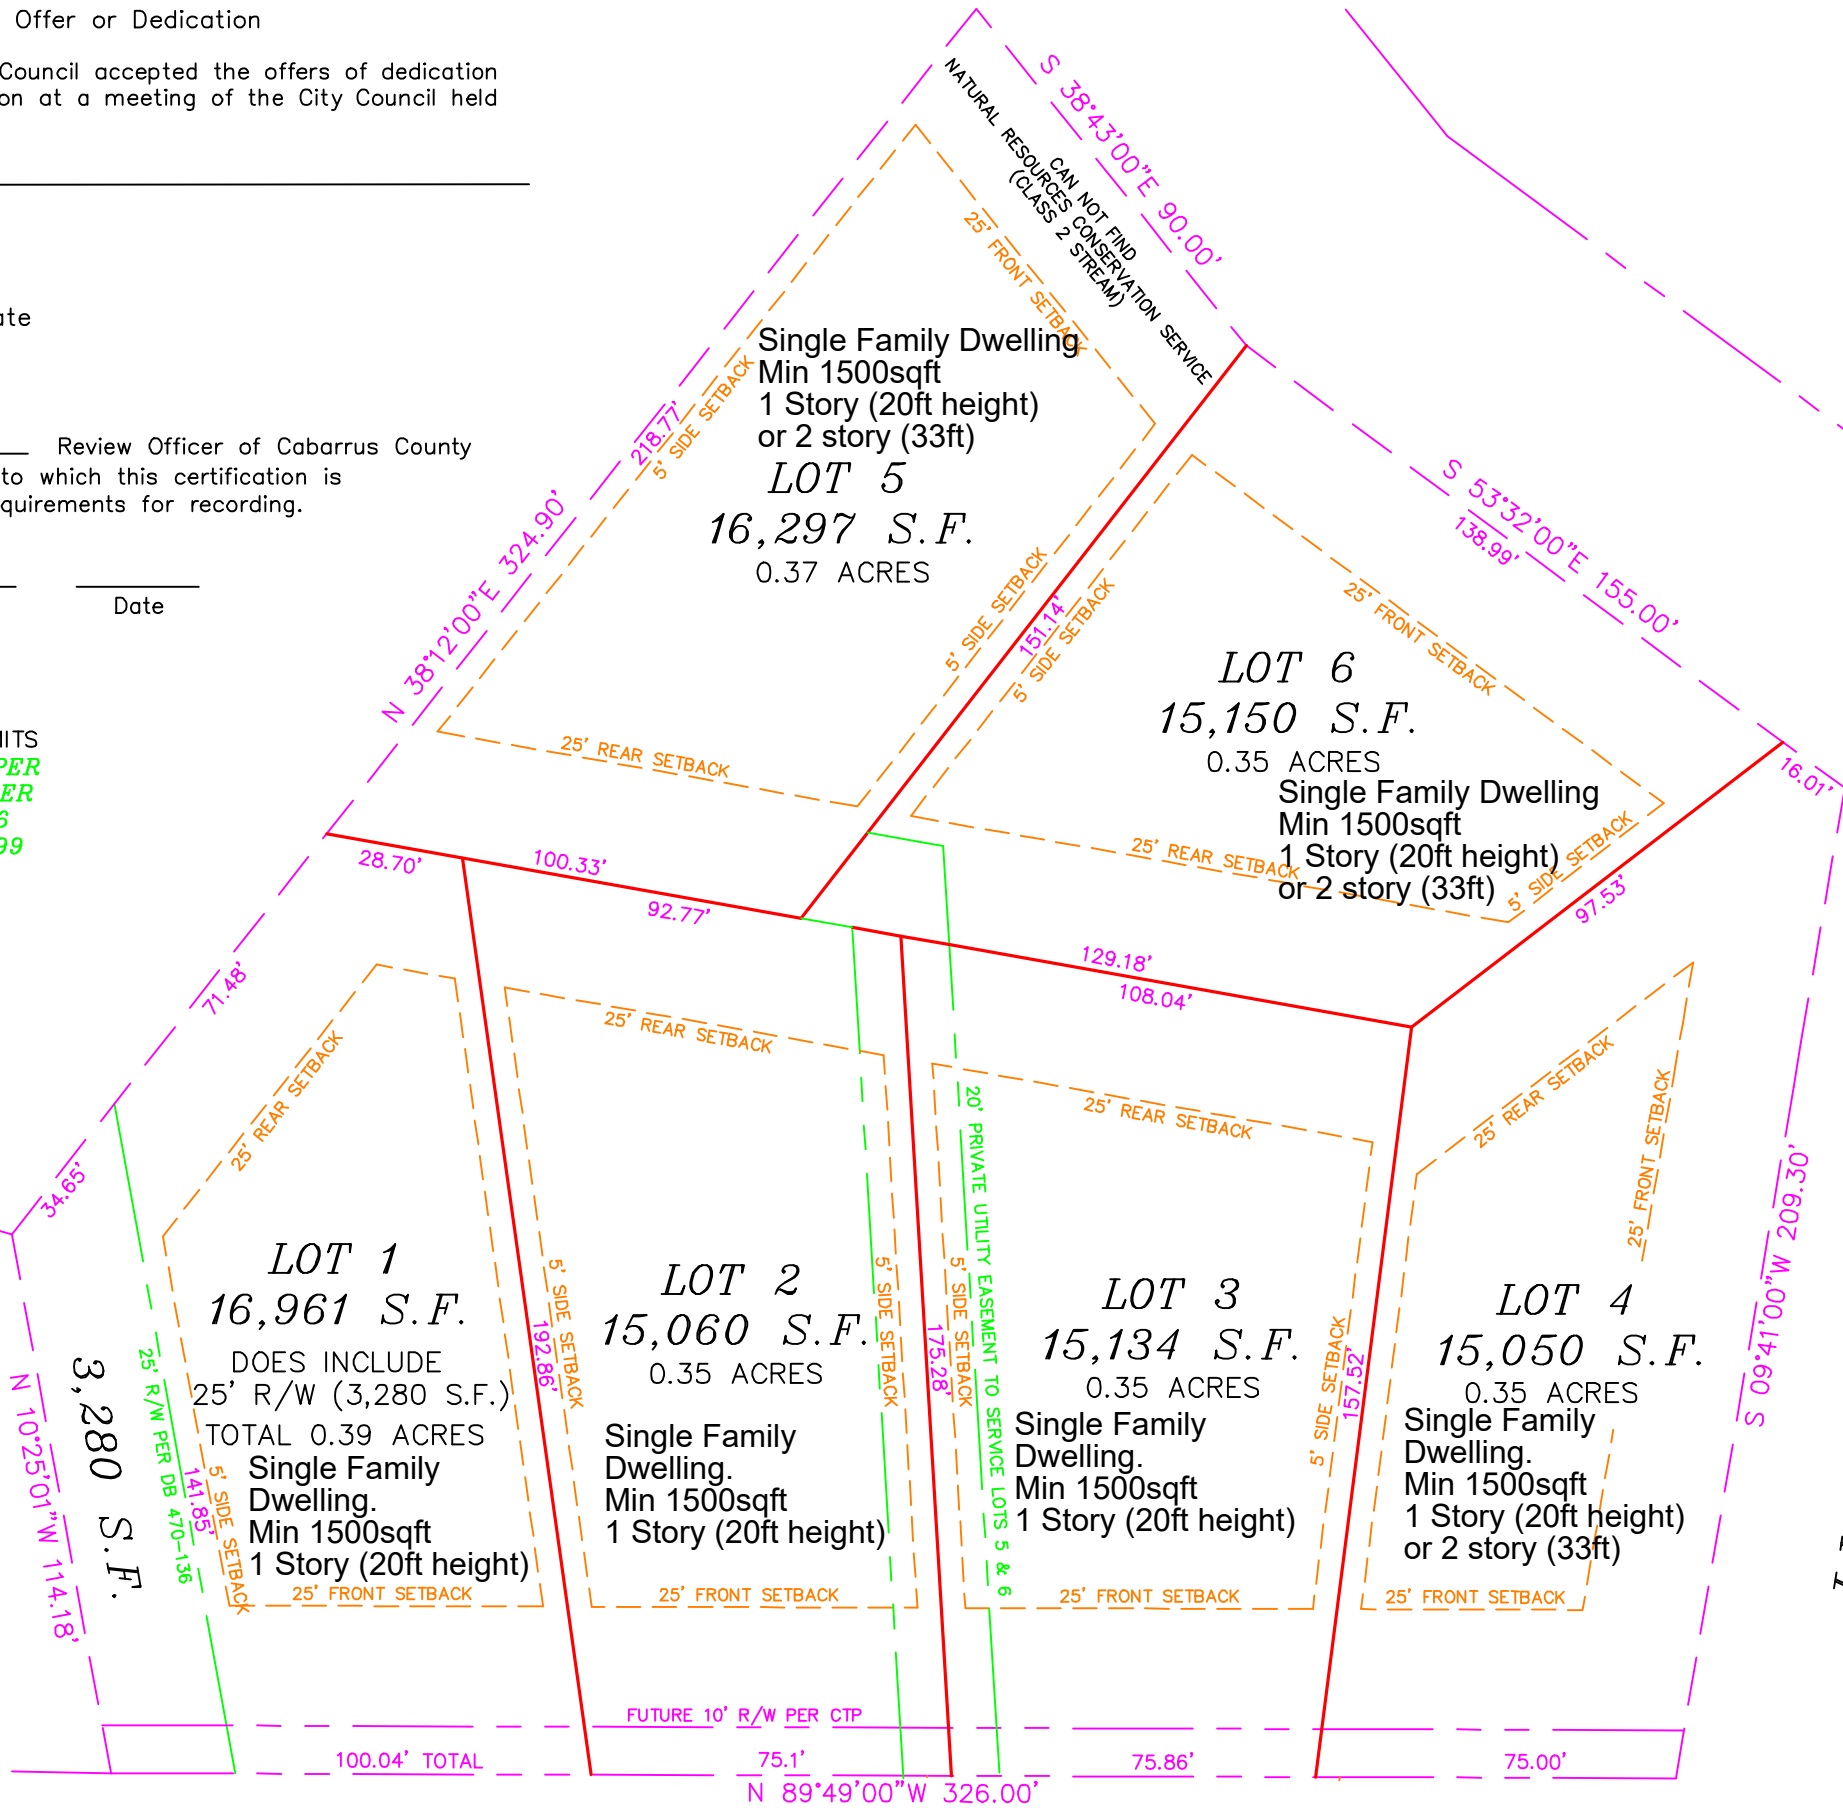 Offer or Dedication
Council accepted the offers of dedication
on at a meeting of the City Council held
ate
Review Officer of Cabarrus County
to which this certification is
quirements for recording.
Date
PER
ER
6
99
S 38°43'00"E 90.00'
NATURAL RESOURCES CONSERVATION SERVICE
CAN NOT FIND
(CLASS 2 STREAM)
25' FRONT SETBACK
5' SIDE SETBACK
218.77'
N 38°12'00"E 324.90'
Single Family Dwelling
Min 1500sqft
1 Story (20ft height)
or 2 story (33ft)
LOT 5
16,297 S.F.
0.37 ACRES
5' SIDE SETBACK
151.14'
5' SIDE SETBACK
25' REAR SETBACK
S 53°32'00"E 155.00'
138.99'
25' FRONT SETBACK
LOT 6
15,150 S.F.
0.35 ACRES
Single Family Dwelling
Min 1500sqft
1 Story (20ft height)
or 2 story (33ft)
25' REAR SETBACK
5' SIDE SETBACK
97.53'
16.01'
28.70'
100.33'
92.77'
129.18'
108.04'
71.48'
34.65'
25' REAR SETBACK
25' REAR SETBACK
25' REAR SETBACK
25' REAR SETBACK
25' FRONT SETBACK
S 09°41'00"W 209.30'
20' PRIVATE UTILITY EASEMENT TO SERVICE LOTS 5 & 6
N 10°25'01"W 114.18'
3,280 S.F.
25' R/W PER DB 470-136
141.85'
5' SIDE SETBACK
LOT 1
16,961 S.F.
DOES INCLUDE
25' R/W (3,280 S.F.)
TOTAL 0.39 ACRES
Single Family
Dwelling.
Min 1500sqft
1 Story (20ft height)
25' FRONT SETBACK
192.86'
5' SIDE SETBACK
LOT 2
15,060 S.F.
0.35 ACRES
Single Family
Dwelling.
Min 1500sqft
1 Story (20ft height)
25' FRONT SETBACK
5' SIDE SETBACK
175.28'
5' SIDE SETBACK
LOT 3
15,134 S.F.
0.35 ACRES
Single Family
Dwelling.
Min 1500sqft
1 Story (20ft height)
25' FRONT SETBACK
5' SIDE SETBACK
157.52'
LOT 4
15,050 S.F.
0.35 ACRES
Single Family
Dwelling.
Min 1500sqft
1 Story (20ft height)
or 2 story (33ft)
25' FRONT SETBACK
FUTURE 10' R/W PER CTP
100.04' TOTAL
75.1'
75.86'
75.00'
N 89°49'00"W 326.00'